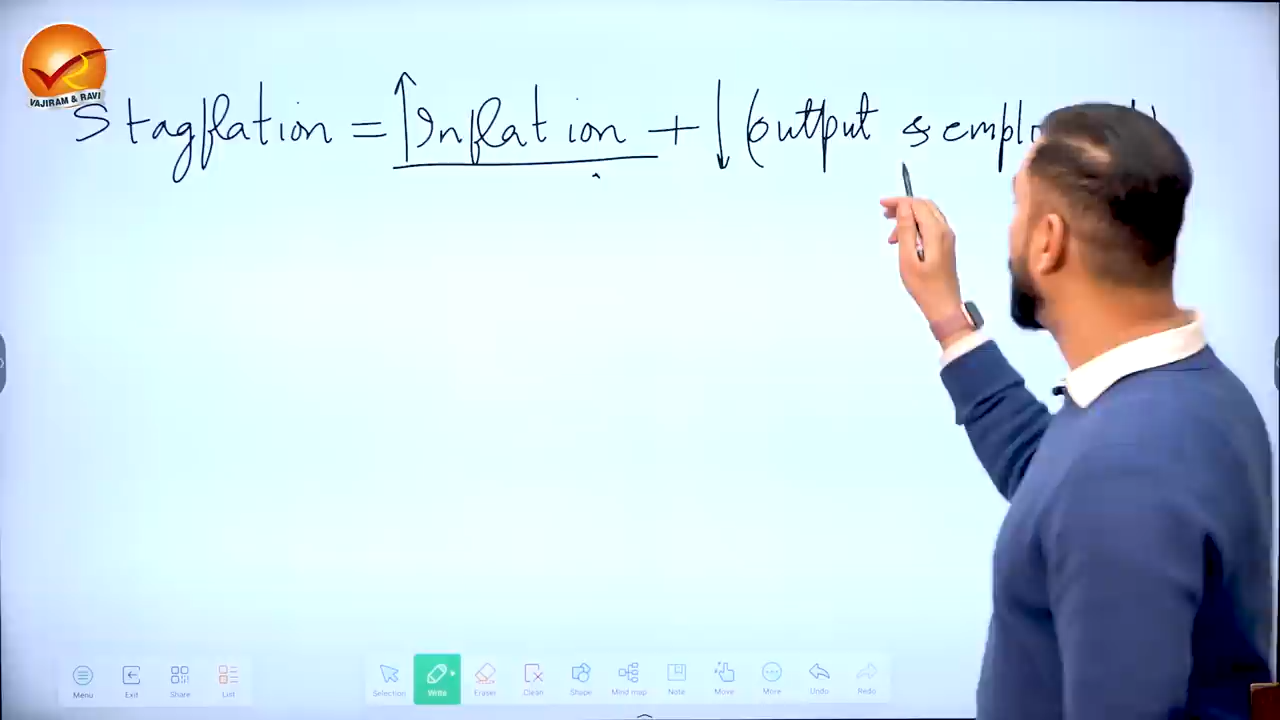 VAJIRAM & RAVI
Stagflation = ↑Inflation + ↓(output & empl
Menu
Exit
Share
List
Selection
Write
Eraser
Clean
Shape
Mind map
Note
Move
More
Undo
Redo